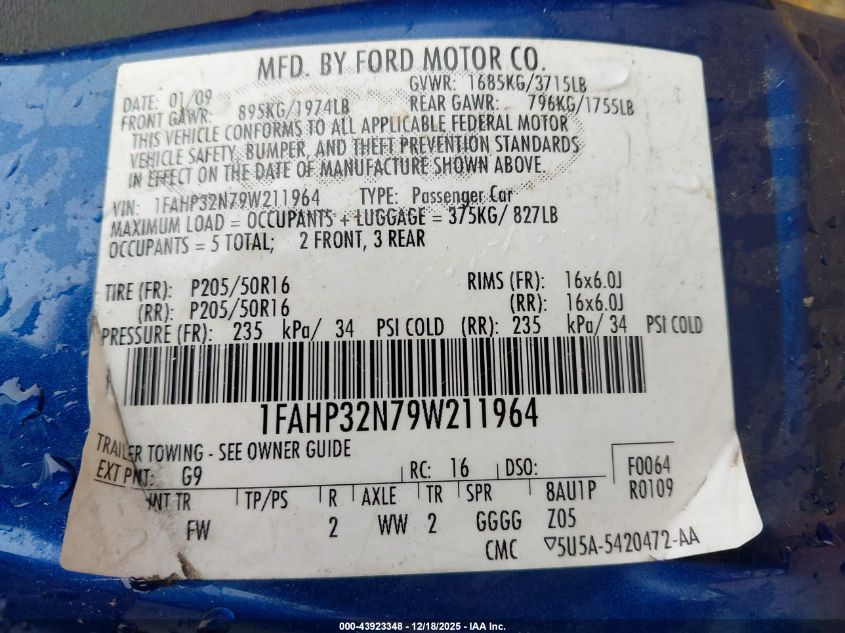 MFD. BY FORD MOTOR CO.
DATE: 01/09 GVWR: 1685KG/3715LB
FRONT GAWR: 895KG/1974LB REAR GAWR: 796KG/1755LB
THIS VEHICLE CONFORMS TO ALL APPLICABLE FEDERAL MOTOR
VEHICLE SAFETY, BUMPER, AND THEFT PREVENTION STANDARDS
IN EFFECT ON THE DATE OF MANUFACTURE SHOWN ABOVE.
VIN: 1FAHP32N79W211964 TYPE: Passenger Car
MAXIMUM LOAD = OCCUPANTS + LUGGAGE = 375KG/ 827LB
OCCUPANTS = 5 TOTAL; 2 FRONT, 3 REAR
TIRE (FR): P205/50R16 RIMS (FR): 16x6.0J
(RR): P205/50R16 (RR): 16x6.0J
PRESSURE (FR): 235 kPa/ 34 PSI COLD (RR): 235 kPa/ 34 PSI COLD
1FAHP32N79W211964
TRAILER TOWING - SEE OWNER GUIDE
EXT PNT: G9 RC: 16 DSO: F0064
INT TR TP/PS R AXLE TR SPR 8AU1P R0109
FW 2 WW 2 GGGG Z05
CMC ▽5U5A-5420472-AA
000-43923348 - 12/18/2025 - IAA Inc.